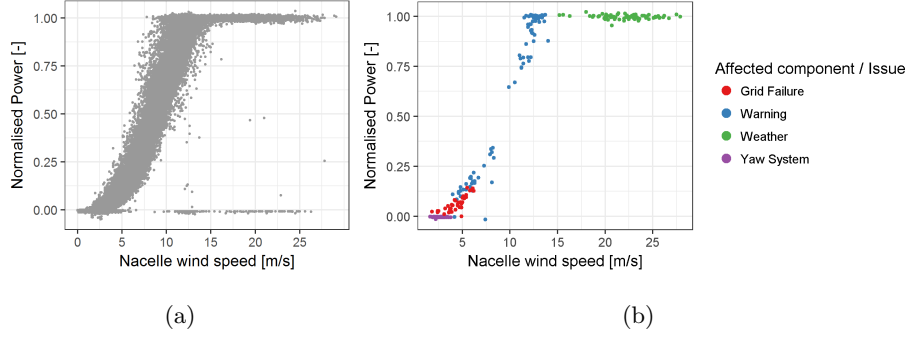 1.00
0.75
0.50
0.25
0.00
Normalised Power [-]
0 5 10 15 20 25
Nacelle wind speed [m/s]
(a)
1.00
0.75
0.50
0.25
0.00
Normalised Power [-]
5 10 15 20 25
Nacelle wind speed [m/s]
(b)
Affected component / Issue
Grid Failure
Warning
Weather
Yaw System